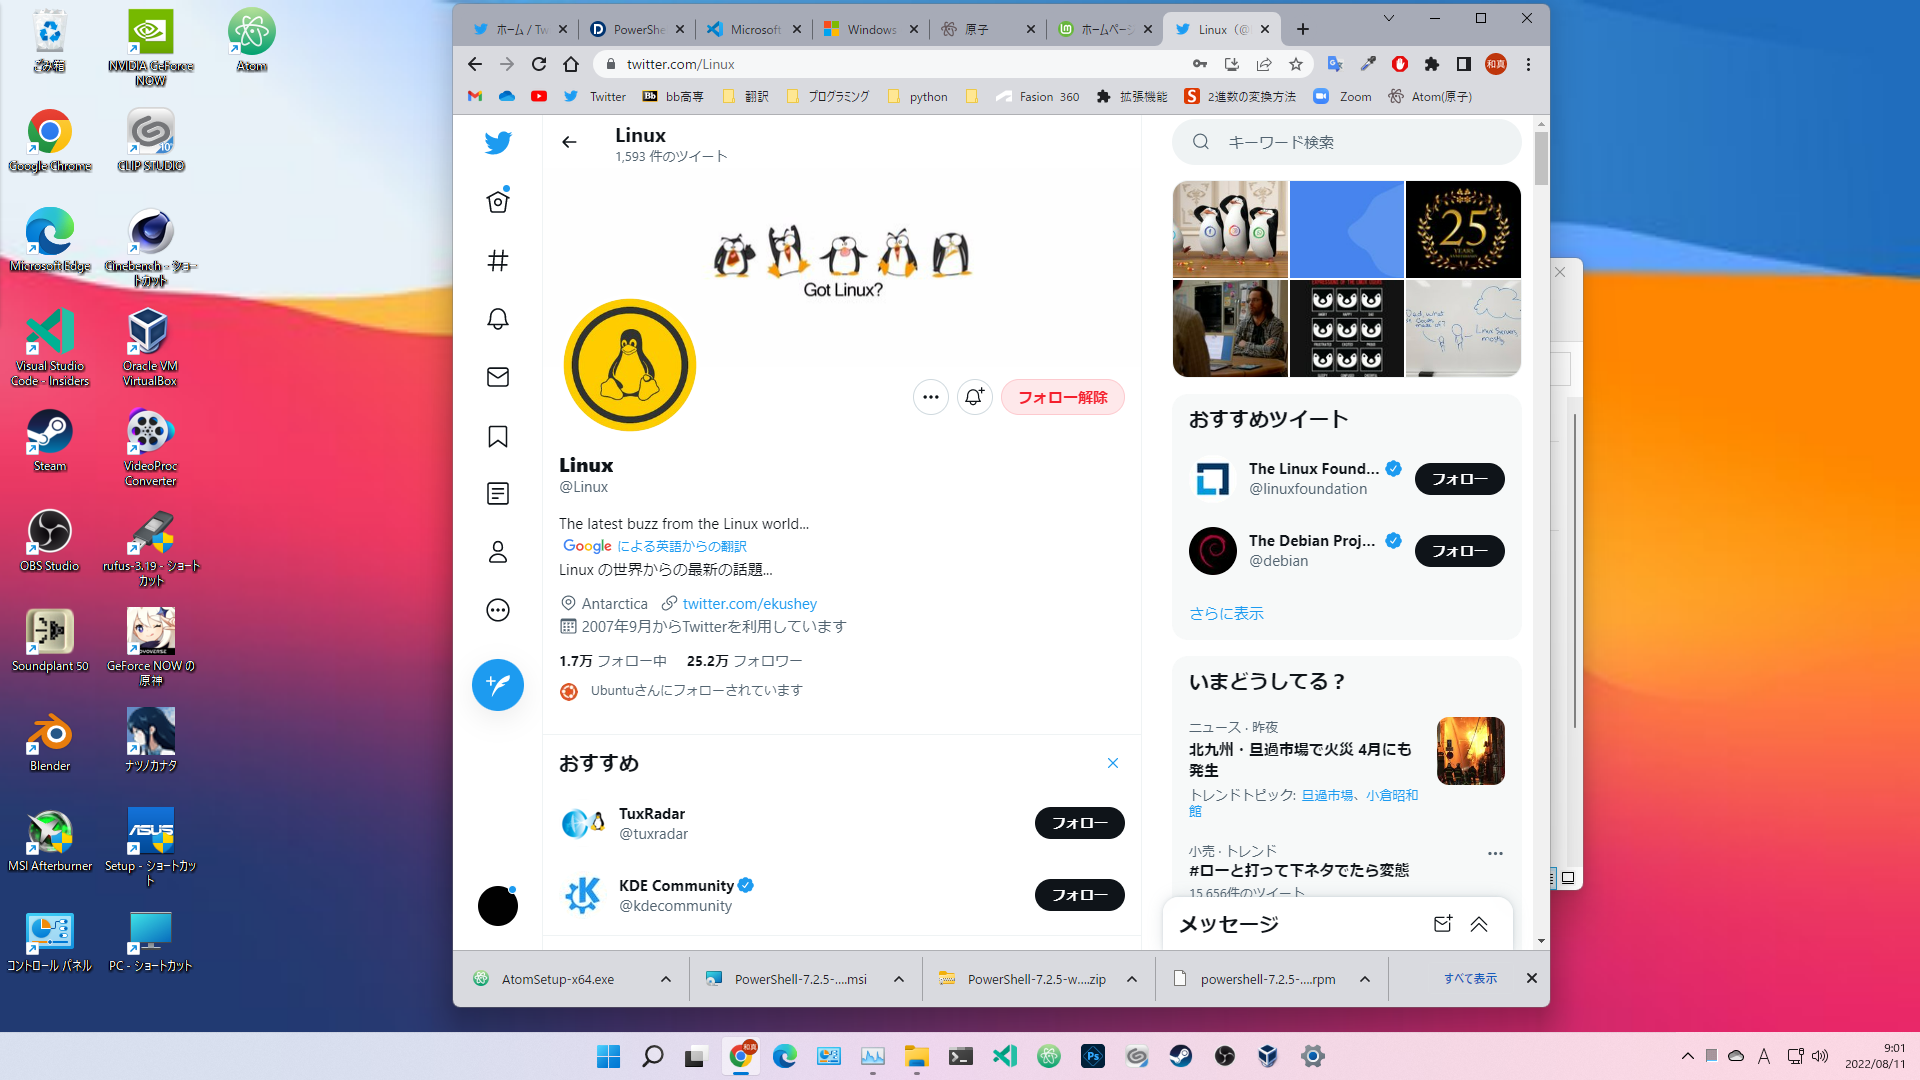 ごみ箱
NVIDIA GeForce NOW
Atom
Google Chrome
CLIP STUDIO
Microsoft Edge
Cinebench - ショートカット
Visual Studio Code - Insiders
Oracle VM VirtualBox
Steam
VideoProc Converter
OBS Studio
rufus-3.19 - ショートカット
Soundplant 50
GeForce NOW の原神
Blender
ナツノカナタ
MSI Afterburner
Setup - ショートカット
コントロール パネル
PC - ショートカット
ホーム / Tw
PowerShe
Microsoft
Windows
原子
ホームページ
Linux (@
twitter.com/Linux
和真
Twitter
Bb
bb高専
翻訳
プログラミング
python
Fasion 360
拡張機能
2進数の変換方法
Zoom
Atom(原子)
Linux
1,593 件のツイート
Got Linux?
フォロー解除
Linux
@Linux
The latest buzz from the Linux world...
Google による英語からの翻訳
Linux の世界からの最新の話題...
Antarctica twitter.com/ekushey
2007年9月からTwitterを利用しています
1.7万 フォロー中 25.2万 フォロワー
Ubuntuさんにフォローされています
おすすめ
TuxRadar
@tuxradar
フォロー
KDE Community
@kdecommunity
フォロー
キーワード検索
25
YEARS
Dad, what are clouds made of?
Linux Servers, mostly
おすすめツイート
The Linux Found...
@linuxfoundation
フォロー
The Debian Proj...
@debian
フォロー
さらに表示
いまどうしてる?
ニュース · 昨夜
北九州・旦過市場で火災 4月にも発生
トレンドトピック: 旦過市場、小倉昭和館
小売 · トレンド
#ローと打って下ネタでたら変態
15,656件のツイート
メッセージ
AtomSetup-x64.exe
PowerShell-7.2.5-....msi
PowerShell-7.2.5-w....zip
powershell-7.2.5-....rpm
すべて表示
和真
Ps
A
9:01
2022/08/11